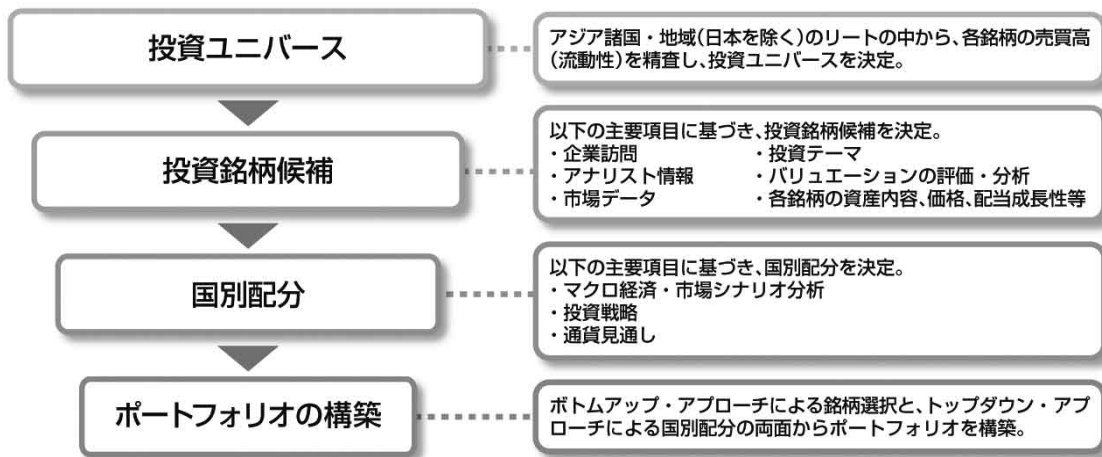 投資ユニバース
アジア諸国・地域(日本を除く)のリートの中から、各銘柄の売買高
(流動性)を精査し、投資ユニバースを決定。
投資銘柄候補
以下の主要項目に基づき、投資銘柄候補を決定。
・企業訪問 ・投資テーマ
・アナリスト情報 ・バリュエーションの評価・分析
・市場データ ・各銘柄の資産内容、価格、配当成長性等
国別配分
以下の主要項目に基づき、国別配分を決定。
・マクロ経済・市場シナリオ分析
・投資戦略
・通貨見通し
ポートフォリオの構築
ボトムアップ・アプローチによる銘柄選択と、トップダウン・アプ
ローチによる国別配分の両面からポートフォリオを構築。